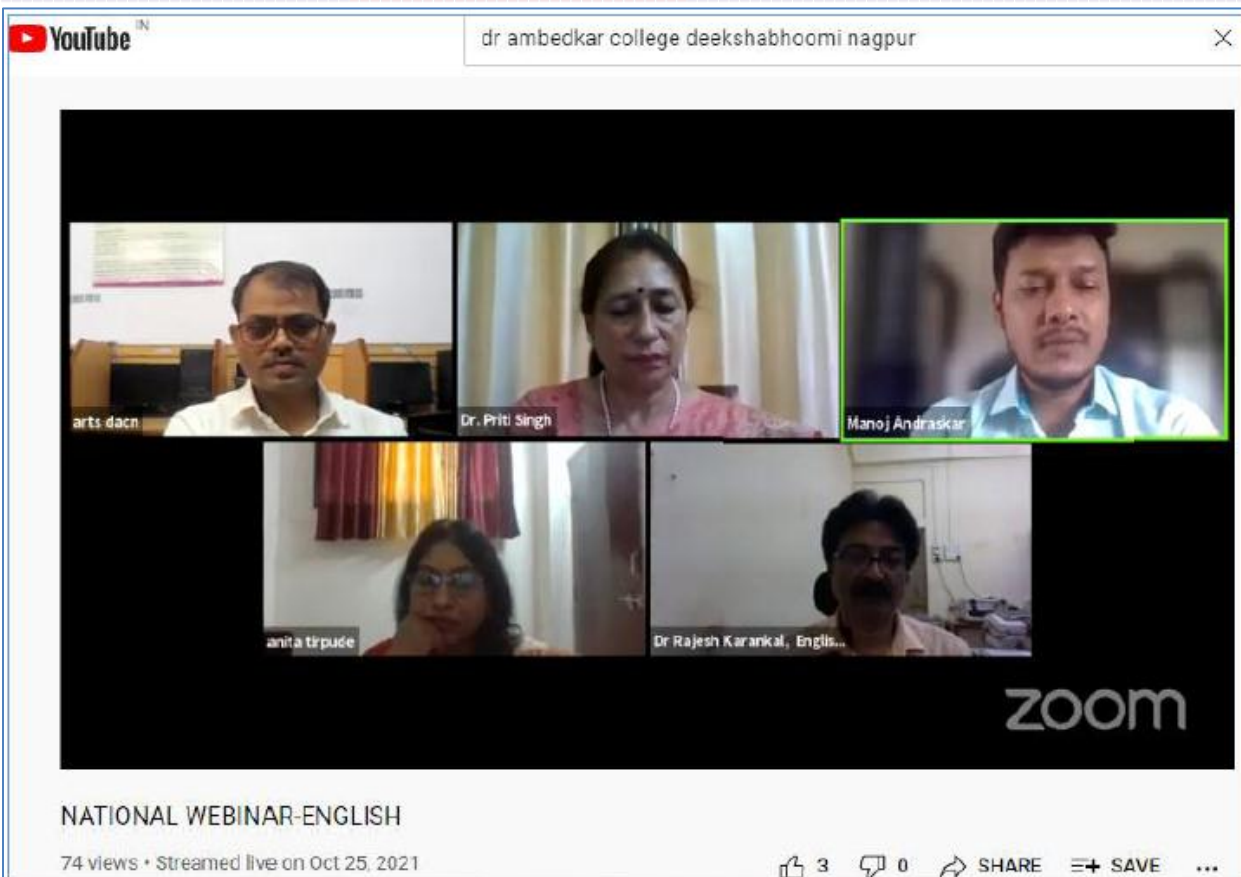 YouTube IN
dr ambedkar college deekshabhoomi nagpur
arts dacn
Dr. Priti Singh
Manoj Andraskar
anita tirpude
Dr Rajesh Karankal, Englis...
zoom
NATIONAL WEBINAR-ENGLISH
74 views • Streamed live on Oct 25, 2021
3 0 SHARE SAVE ...